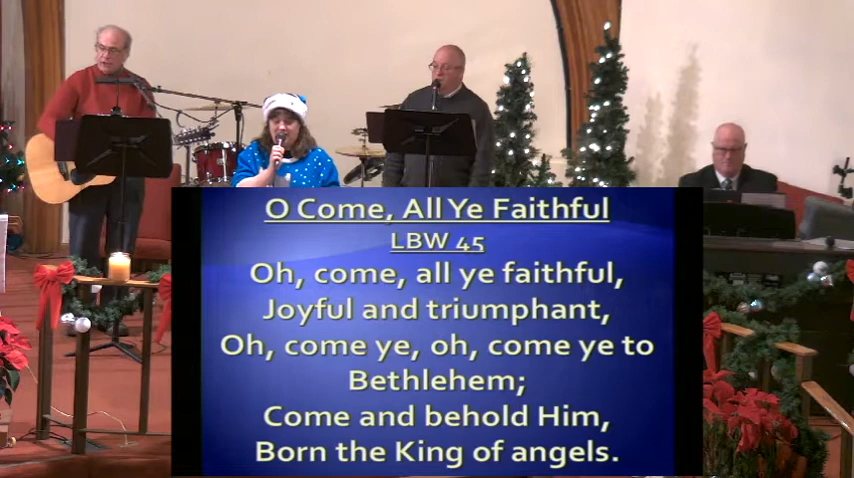 O Come, All Ye Faithful
LBW 45
Oh, come, all ye faithful,
Joyful and triumphant,
Oh, come ye, oh, come ye to
Bethlehem;
Come and behold Him,
Born the King of angels.